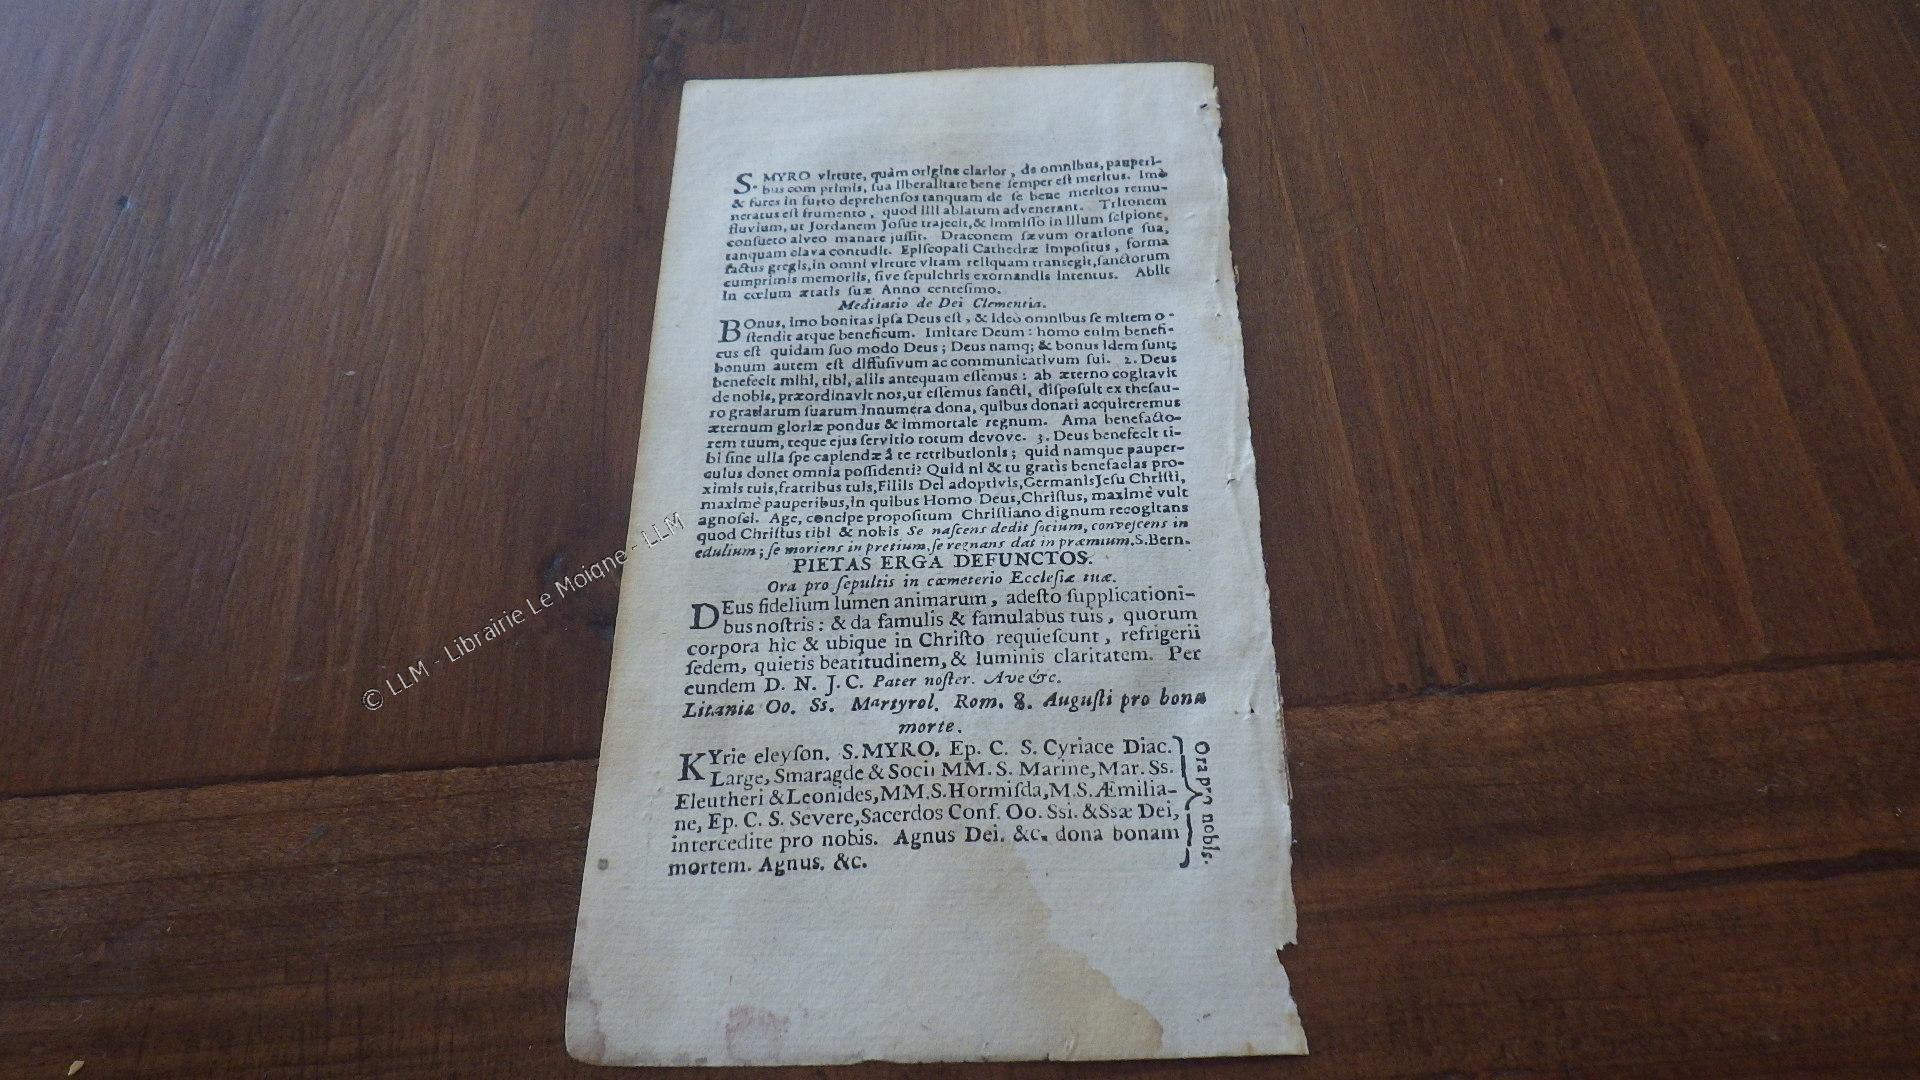 S. MYRO virtute, quàm origine clarior, de omnibus, pauperi-
bus cum primis, sua liberalitate bene semper est meritus. Imò
& fures in furto deprehensos tanquam de se bene meritos remu-
neratus est frumento, quod illi ablatum advenerant. Tritonem
fluvium, ut Jordanem Josue trajecit, & immisso in illum scipione,
consueto alveo manare jussit. Draconem sævum oratione sua,
tanquam clava contudit. Episcopali Cathedræ impositus, forma
factus gregis, in omni virtute vitam reliquam transegit, sanctorum
cumprimis memoriis, sive sepulchris exornandis intentus. Abiit
in cœlum ætatis suæ Anno centesimo.
Meditatio de Dei Clementia.
BOnus, imo bonitas ipsa Deus est, & ideò omnibus se mitem o-
stendit atque beneficum. Imitare Deum: homo enim benefi-
cus est quidam suo modo Deus; Deus namq; & bonus idem sunt;
bonum autem est diffusivum ac communicativum sui. 2. Deus
benefecit mihi, tibi, aliis antequam essemus: ab æterno cogitavit
de nobis, præordinavit nos, ut essemus sancti, disposuit ex thesau-
ro gratiarum suarum innumera dona, quibus donati acquireremus
æternum gloriæ pondus & immortale regnum. Ama benefacto-
rem tuum, teque ejus servitio totum devove. 3. Deus benefecit ti-
bi sine ulla spe capiendæ â te retributionis; quid namque pauper-
culus donet omnia possidenti? Quid ni & tu gratis benefacias pro-
ximis tuis, fratribus tuis, Filiis Dei adoptivis, Germanis Jesu Christi,
maximè pauperibus, in quibus Homo Deus, Christus, maximè vult
agnosci. Age, concipe propositum Christiano dignum recogitans
quod Christus tibi & nobis Se nascens dedit socium, convescens in
edulium; se moriens in pretium, se regnans dat in præmium. S. Bern.
PIETAS ERGA DEFUNCTOS.
Ora pro sepultis in cœmeterio Ecclesiæ tuæ.
DEus fidelium lumen animarum, adesto supplicationi-
bus nostris: & da famulis & famulabus tuis, quorum
corpora hìc & ubique in Christo requiescunt, refrigerii
sedem, quietis beatitudinem, & luminis claritatem. Per
eundem D. N. J. C. Pater noster. Ave &c.
Litaniæ Oo. Ss. Martyrol. Rom. 8. Augusti pro bona
morte.
KYrie eleyson. S. MYRO. Ep. C. S. Cyriace Diac.
Large, Smaragde & Socii MM. S. Marine, Mar. Ss.
Eleutheri & Leonides, MM. S. Hormisda, M. S. Æmilia-
ne, Ep. C. S. Severe, Sacerdos Conf. Oo. Ssi. & Ssæ Dei,
intercedite pro nobis. Agnus Dei. &c. dona bonam
mortem. Agnus. &c.
Ora pro nobis.
© LLM - Librairie Le Moigne - LLM